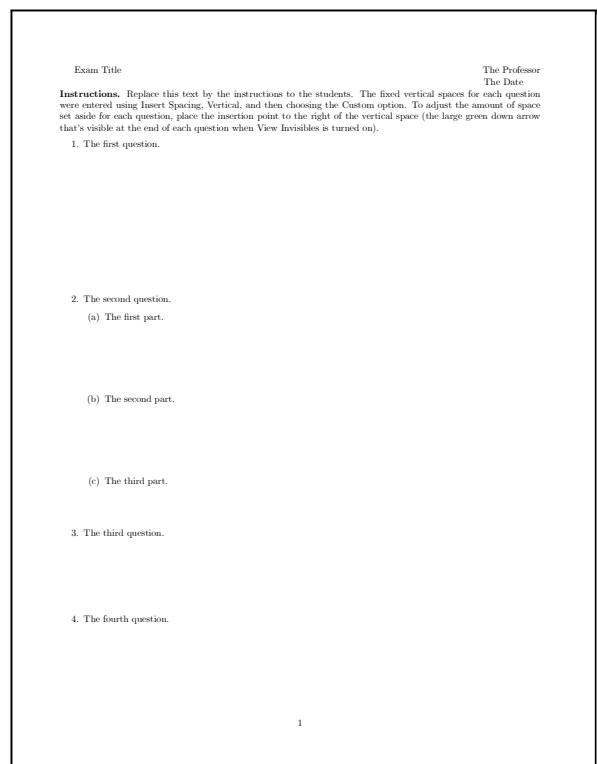 Exam Title The Professor
The Date
Instructions. Replace this text by the instructions to the students. The fixed vertical spaces for each question
were entered using Insert Spacing, Vertical, and then choosing the Custom option. To adjust the amount of space
set aside for each question, place the insertion point to the right of the vertical space (the large green down arrow
that's visible at the end of each question when View Invisibles is turned on).
1. The first question.
2. The second question.
(a) The first part.
(b) The second part.
(c) The third part.
3. The third question.
4. The fourth question.
1